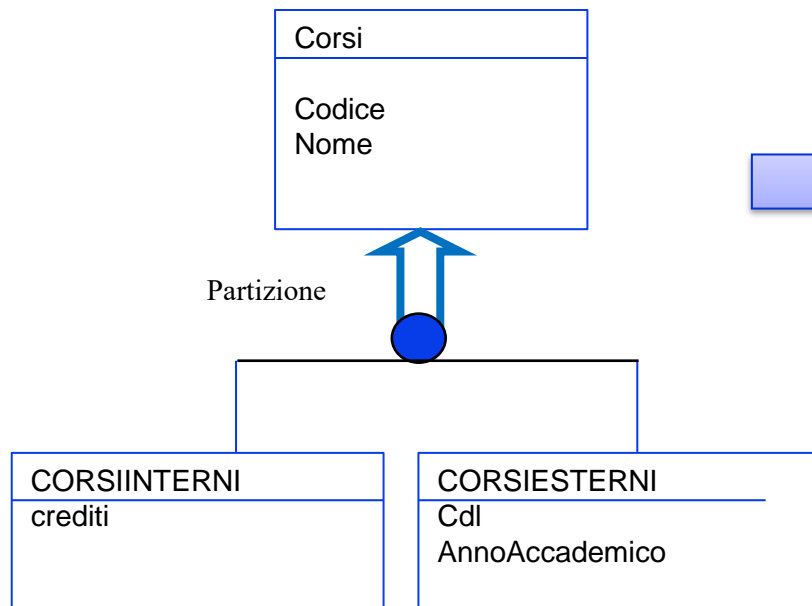 Corsi
Codice
Nome
Partizione
CORSIINTERNI
crediti
CORSIESTERNI
Cdl
AnnoAccademico